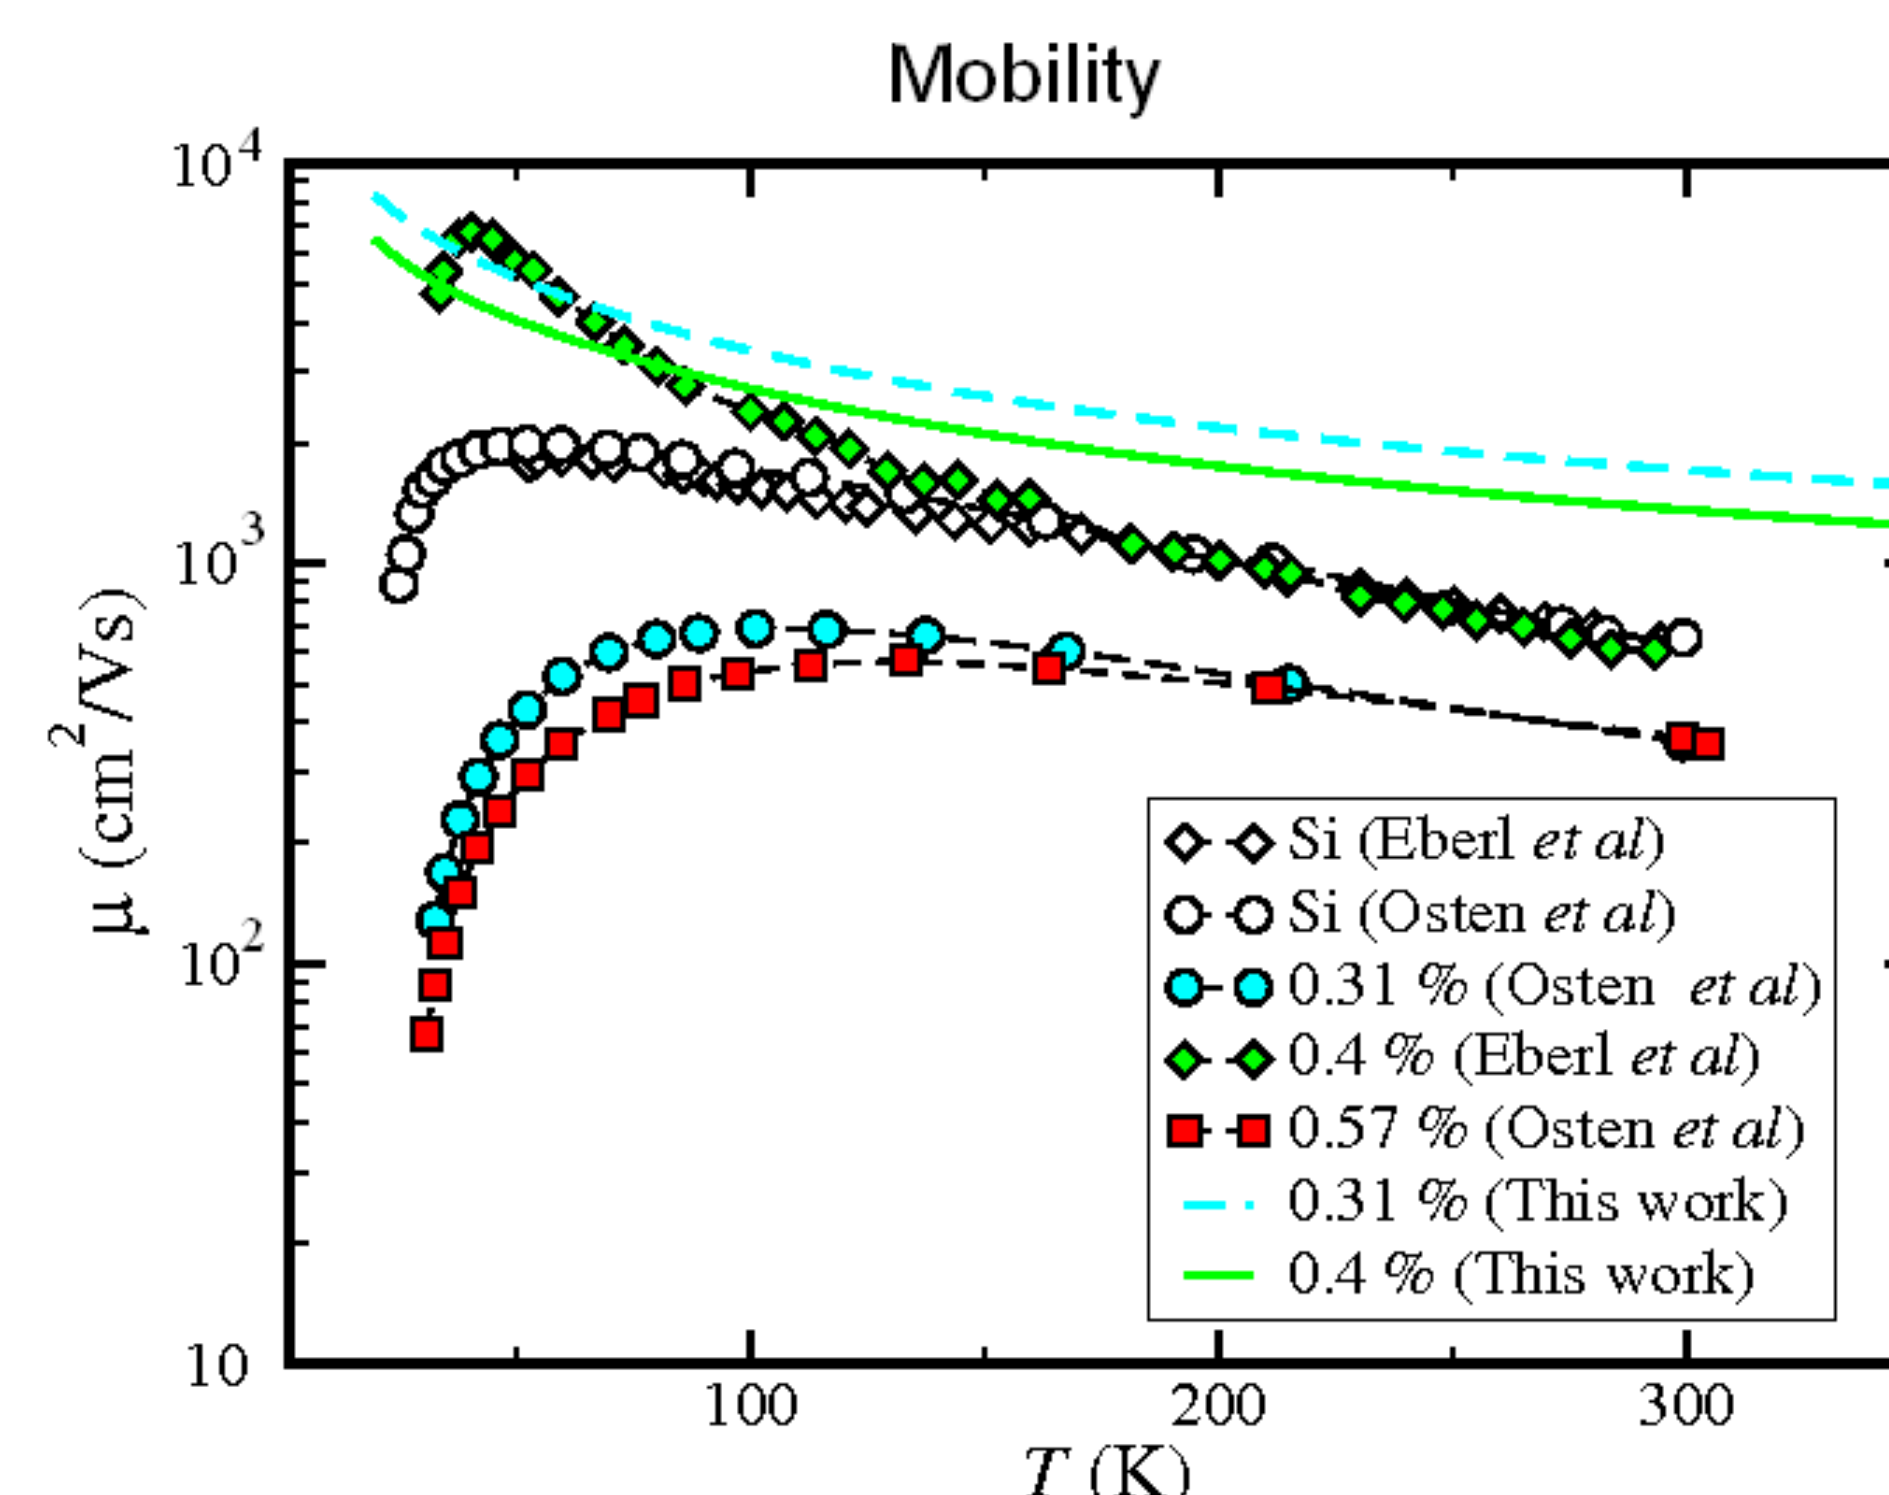 Mobility
10^4
10^3
10^2
10
μ (cm^2/Vs)
Si (Eberl et al)
Si (Osten et al)
0.31 % (Osten et al)
0.4 % (Eberl et al)
0.57 % (Osten et al)
0.31 % (This work)
0.4 % (This work)
100 200 300
T (K)